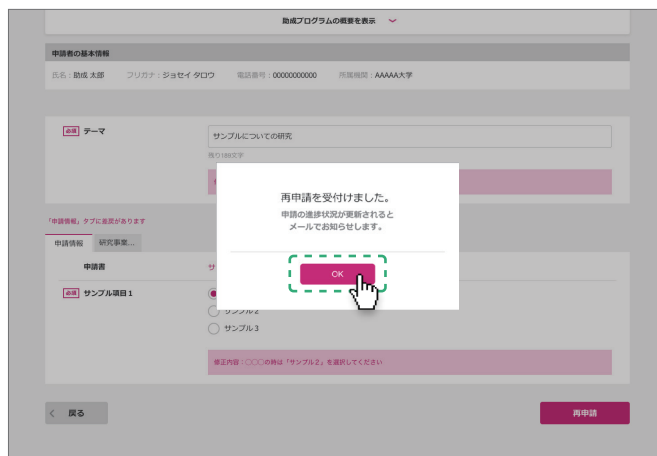 助成プログラムの概要を表示
申請者の基本情報
氏名：助成 太郎 フリガナ：ジョセイ タロウ 電話番号：00000000000 所属機関：AAAAA大学
必須 テーマ
サンプルについての研究
残り189文字
再申請を受付けました。
申請の進捗状況が更新されると
メールでお知らせします。
OK
「申請情報」タブに差戻があります
申請情報 研究事業...
申請書
サ
必須 サンプル項目1
サンプル2
サンプル3
修正内容：〇〇〇の時は「サンプル2」を選択してください
戻る
再申請